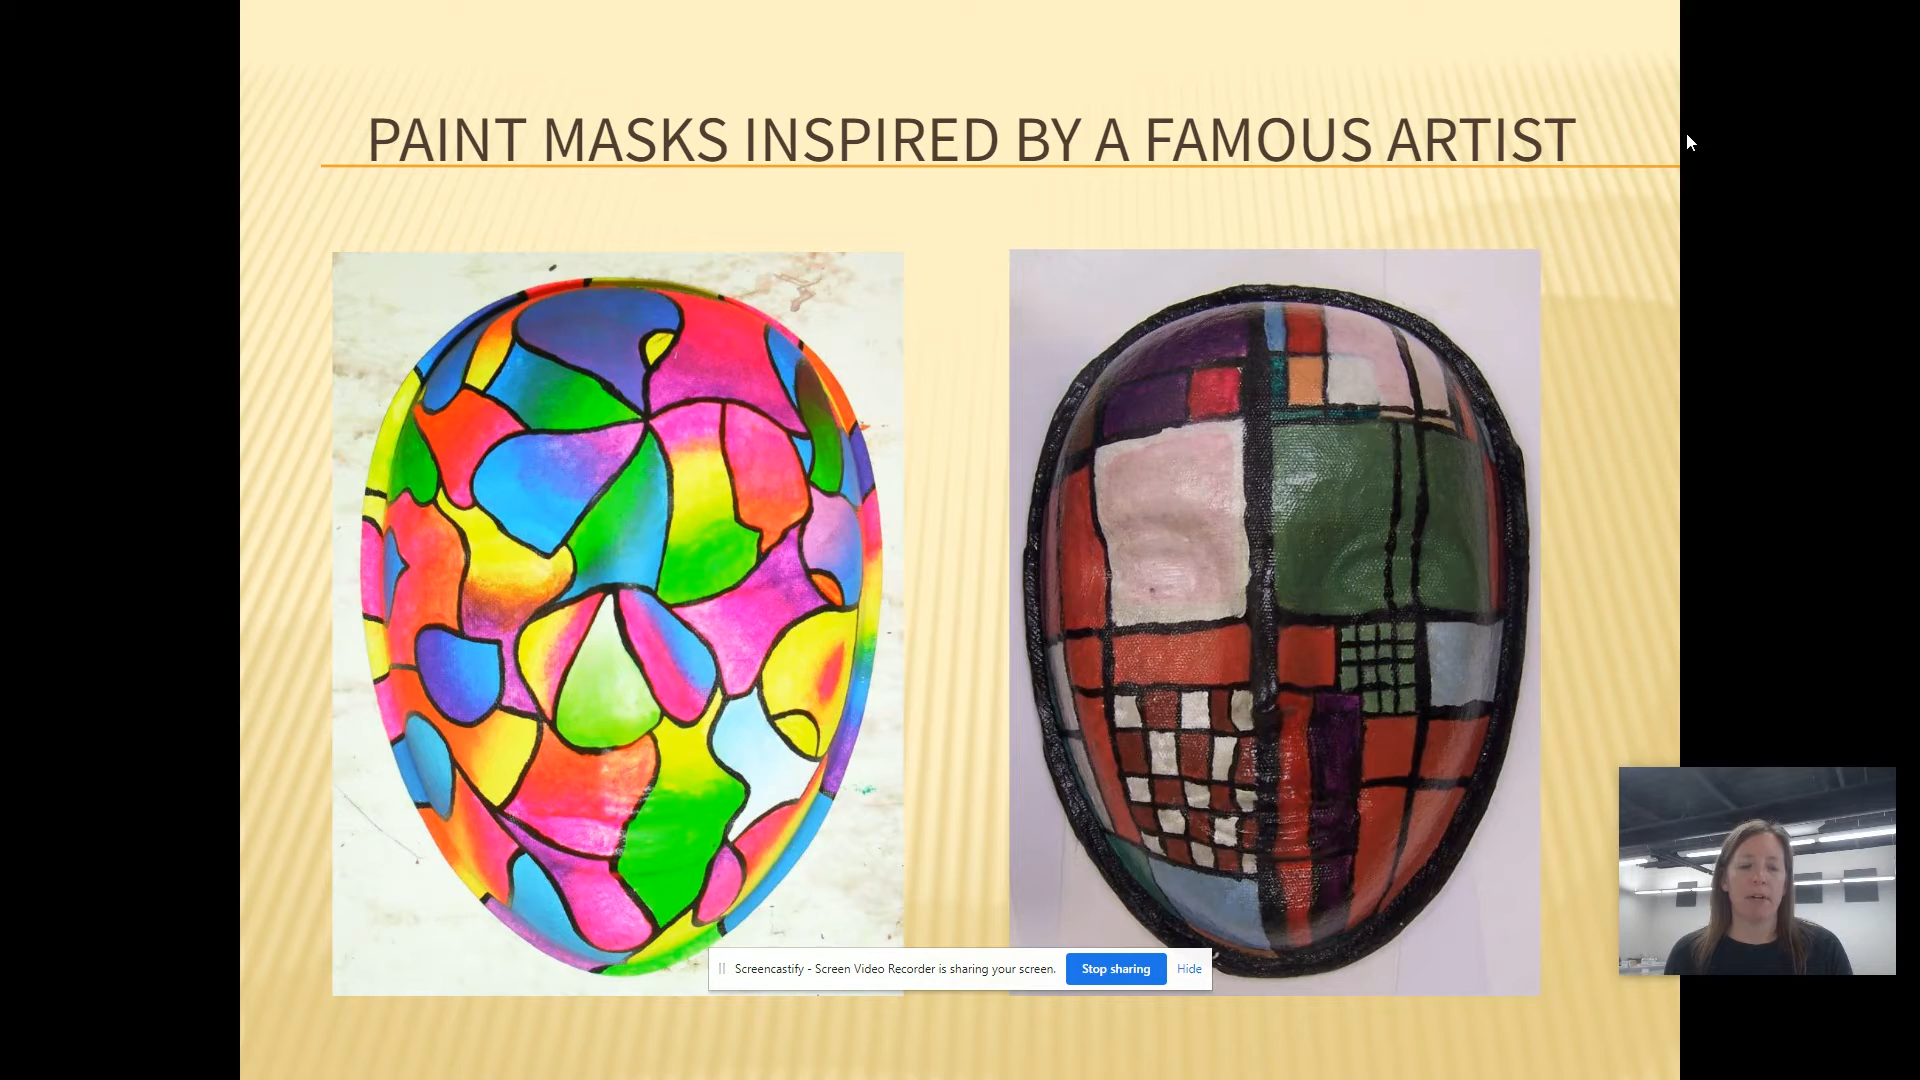 PAINT MASKS INSPIRED BY A FAMOUS ARTIST
Screencastify - Screen Video Recorder is sharing your screen. Stop sharing Hide